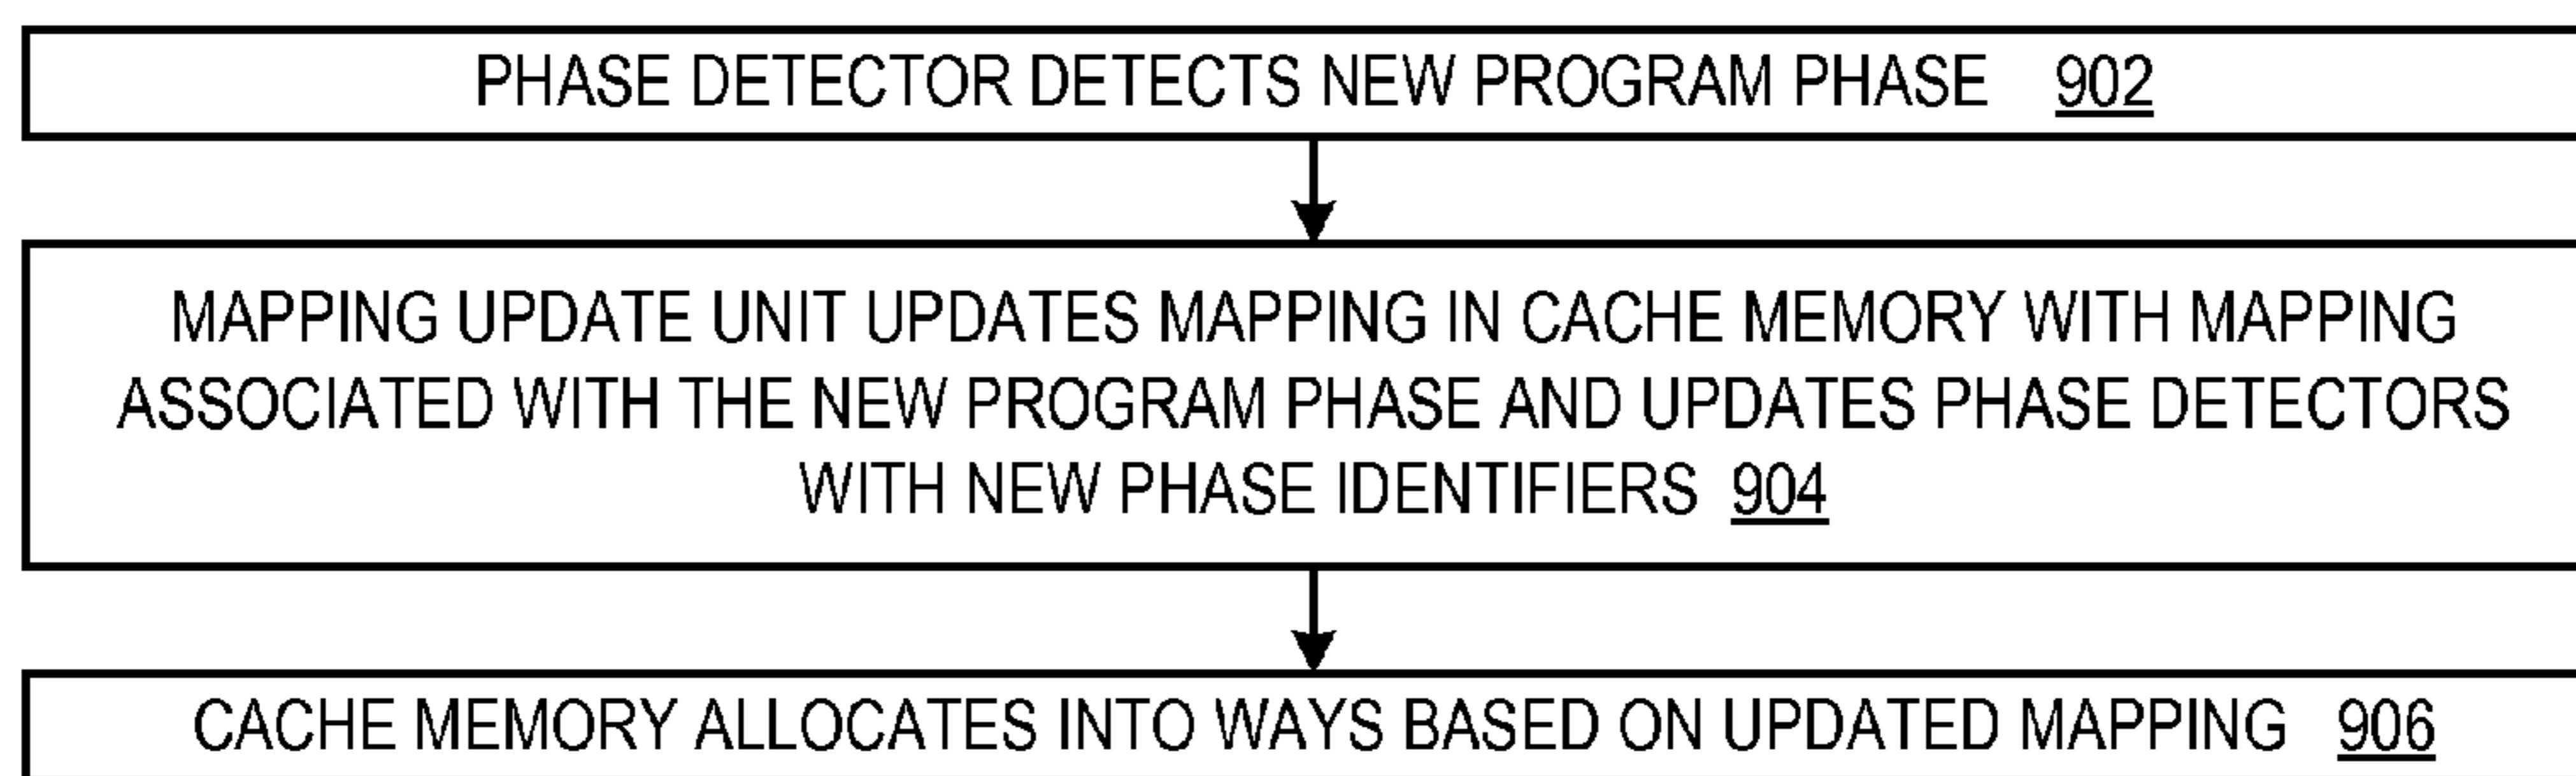 PHASE DETECTOR DETECTS NEW PROGRAM PHASE 902
MAPPING UPDATE UNIT UPDATES MAPPING IN CACHE MEMORY WITH MAPPING
ASSOCIATED WITH THE NEW PROGRAM PHASE AND UPDATES PHASE DETECTORS
WITH NEW PHASE IDENTIFIERS 904
CACHE MEMORY ALLOCATES INTO WAYS BASED ON UPDATED MAPPING 906